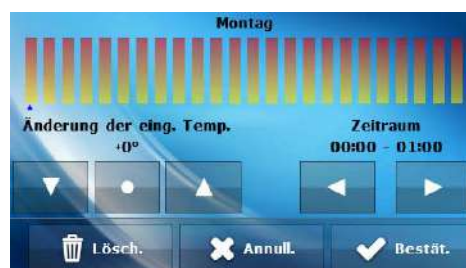 Montag
Änderung der eing. Temp.
+0°
Zeitraum
00:00 - 01:00
Lösch.
Annull.
Bestät.